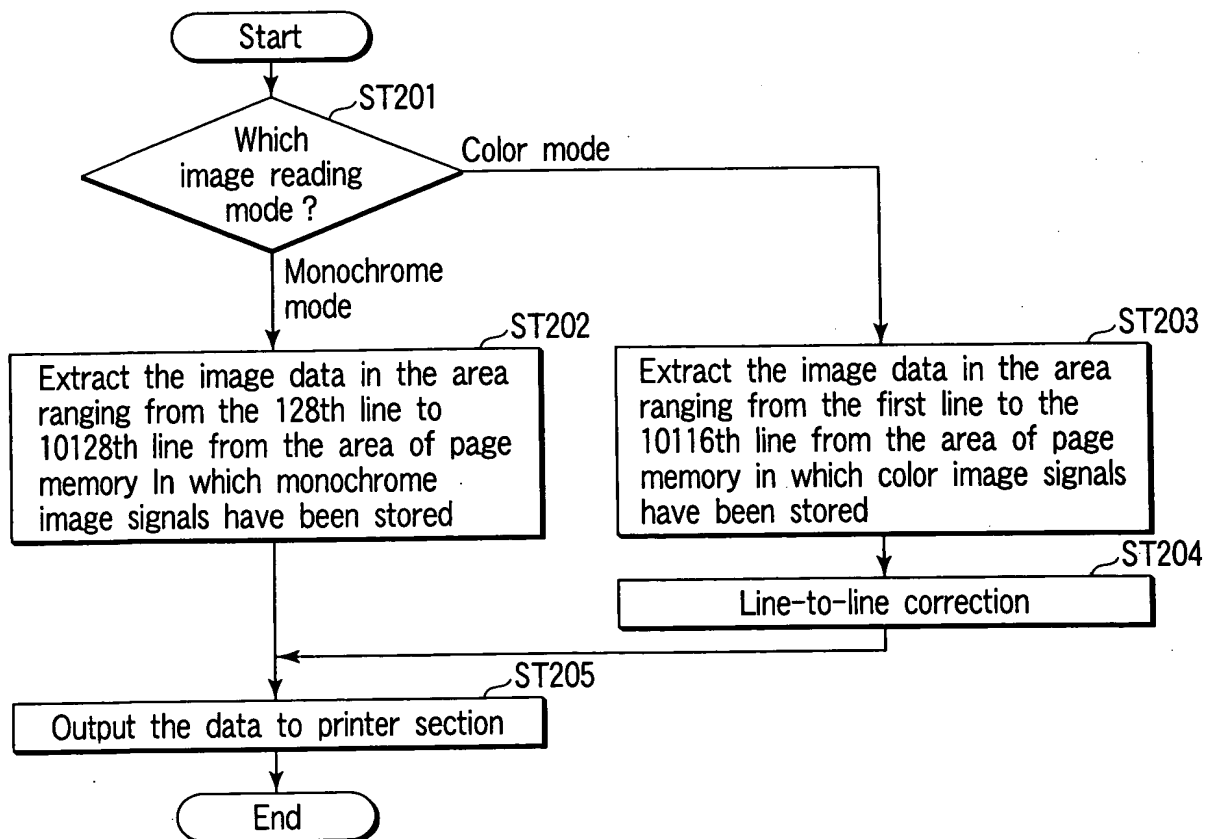 Start
ST201
Which
image reading
mode ?
Color mode
Monochrome
mode
ST202
Extract the image data in the area
ranging from the 128th line to
10128th line from the area of page
memory In which monochrome
image signals have been stored
ST203
Extract the image data in the area
ranging from the first line to the
10116th line from the area of page
memory in which color image signals
have been stored
ST204
Line-to-line correction
ST205
Output the data to printer section
End